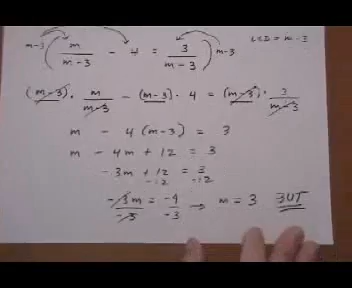 m-3 ( m/(m-3) - 4 = 3/(m-3) ) m-3 LCD = m-3
(m-3) · m/(m-3) - (m-3) · 4 = (m-3) · 3/(m-3)
m - 4(m-3) = 3
m - 4m + 12 = 3
-3m + 12 = 3
-12 -12
-3m/-3 = -9/-3 → m = 3 BUT